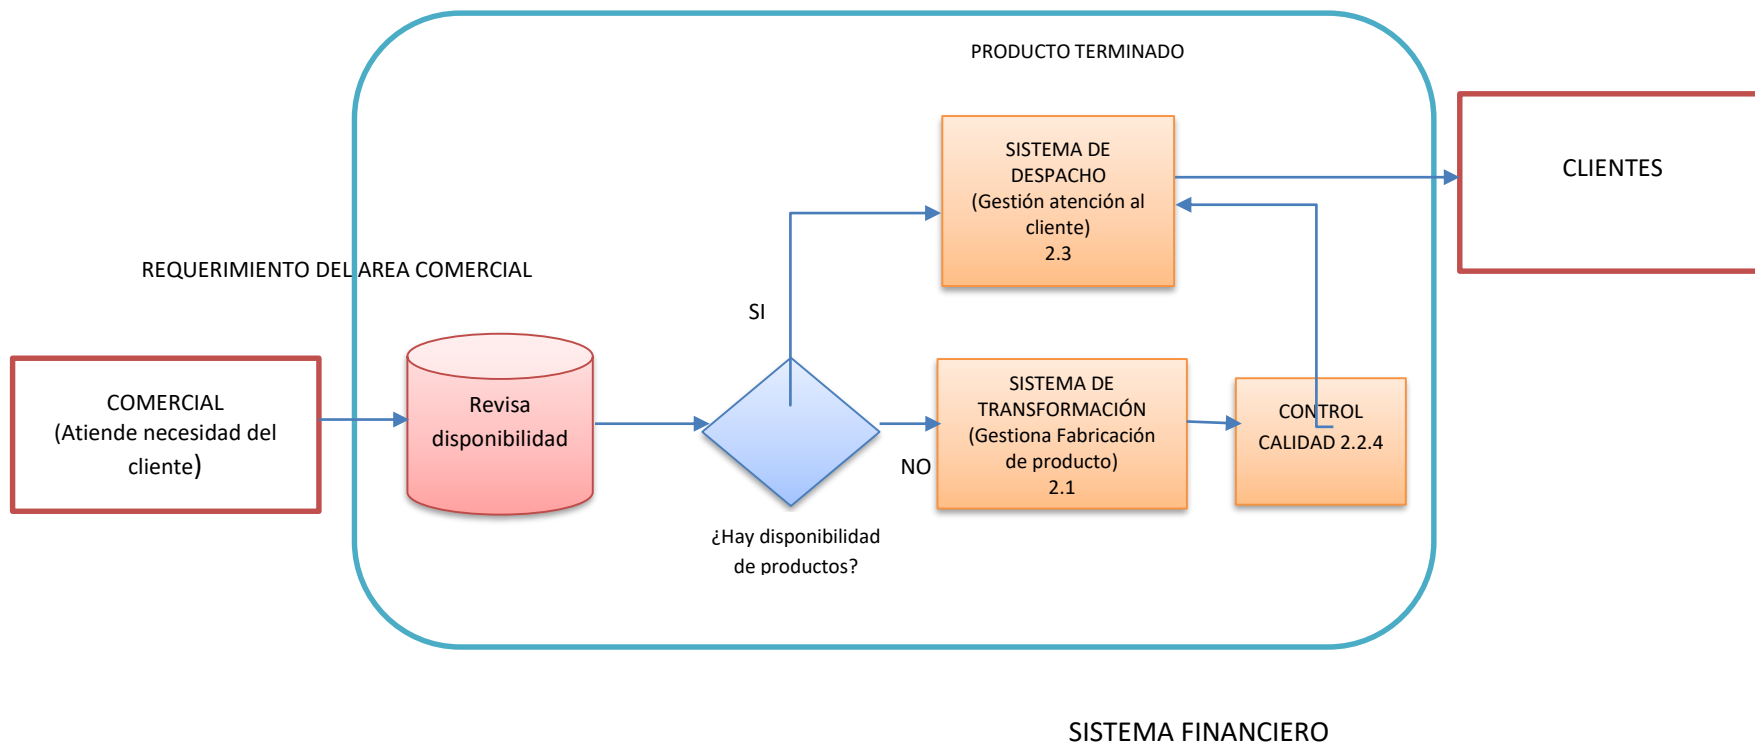 PRODUCTO TERMINADO
SISTEMA DE
DESPACHO
(Gestión atención al
cliente)
2.3
CLIENTES
REQUERIMIENTO DEL AREA COMERCIAL
SI
COMERCIAL
(Atiende necesidad del
cliente)
Revisa
disponibilidad
NO
SISTEMA DE
TRANSFORMACIÓN
(Gestiona Fabricación
de producto)
2.1
CONTROL
CALIDAD 2.2.4
¿Hay disponibilidad
de productos?
SISTEMA FINANCIERO